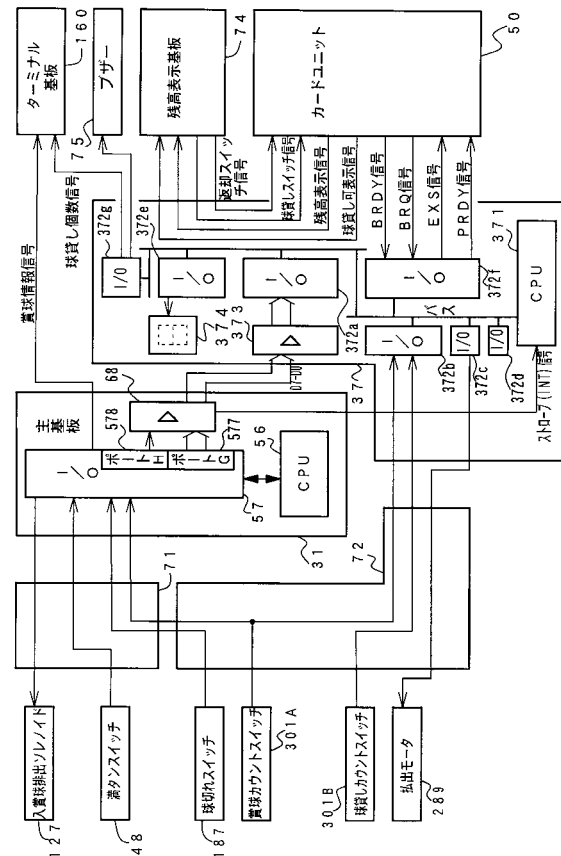 ターミナル
基板
160
ブザー
75
残高表示基板
74
カードユニット
50
賞球情報信号
球貸し個数信号
372g
I/O
372e
I/O
返却スイッ
チ信号
球貸しスイッチ信号
残高表示信号
球貸し可表示信号
BRDY信号
BRQ信号
EXS信号
PRDY信号
374
373
I/O
372a
I/O
372f
バス
371
CPU
I/O
372b
I/O
372c
I/O
372d
37
D7-D0
ストローブ(INT)信号
主基板
68
578
577
I/O
ポートH
ポートG
57
56
CPU
31
71
72
入賞球排出ソレノイド
127
満タンスイッチ
48
球切れスイッチ
187
賞球カウントスイッチ
301A
球貸しカウントスイッチ
301B
払出モータ
289